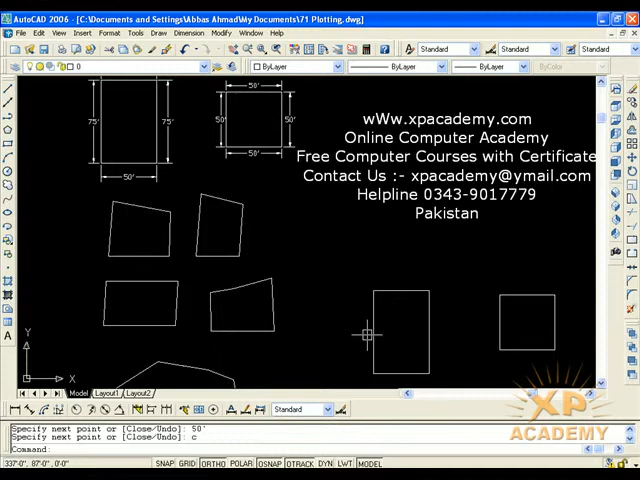 AutoCAD 2006 - [C:\Documents and Settings\Abbas Ahmad\My Documents\71 Plotting.dwg]
File Edit View Insert Format Tools Draw Dimension Modify Window Help
Standard Standard Standard
0 ByLayer ByLayer ByLayer ByColor
50'
75' 75' 50' 50'
50'
50'
wWw.xpacademy.com
Online Computer Academy
Free Computer Courses with Certificate
Contact Us :- xpacademy@ymail.com
Helpline 0343-9017779
Pakistan
Y
X
Model Layout1 Layout2
Standard
XP
ACADEMY
Specify next point or [Close/Undo]: 50'
Specify next point or [Close/Undo]: c
Command:
337'-0", 87'-0", 0'-0" SNAP GRID ORTHO POLAR OSNAP OTRACK DYN LWT MODEL